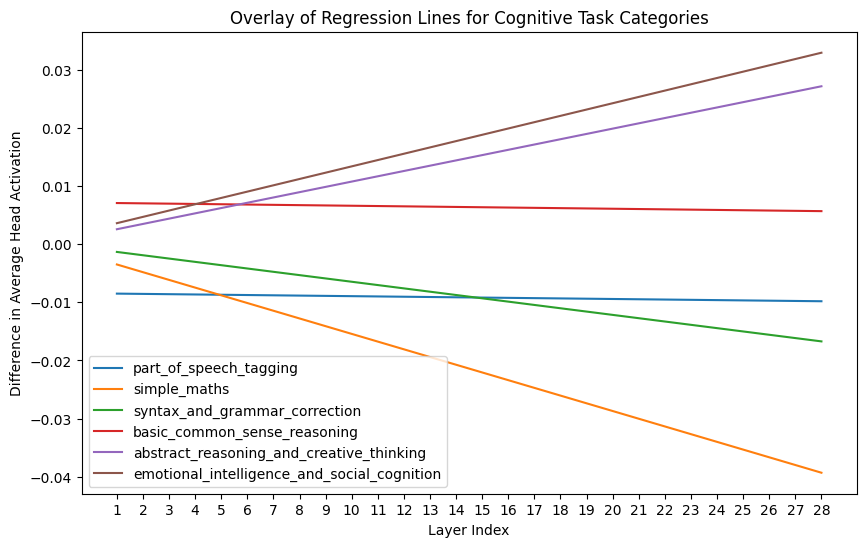 Overlay of Regression Lines for Cognitive Task Categories
Difference in Average Head Activation
0.03
0.02
0.01
0.00
−0.01
−0.02
−0.03
−0.04
part_of_speech_tagging
simple_maths
syntax_and_grammar_correction
basic_common_sense_reasoning
abstract_reasoning_and_creative_thinking
emotional_intelligence_and_social_cognition
1 2 3 4 5 6 7 8 9 10 11 12 13 14 15 16 17 18 19 20 21 22 23 24 25 26 27 28
Layer Index